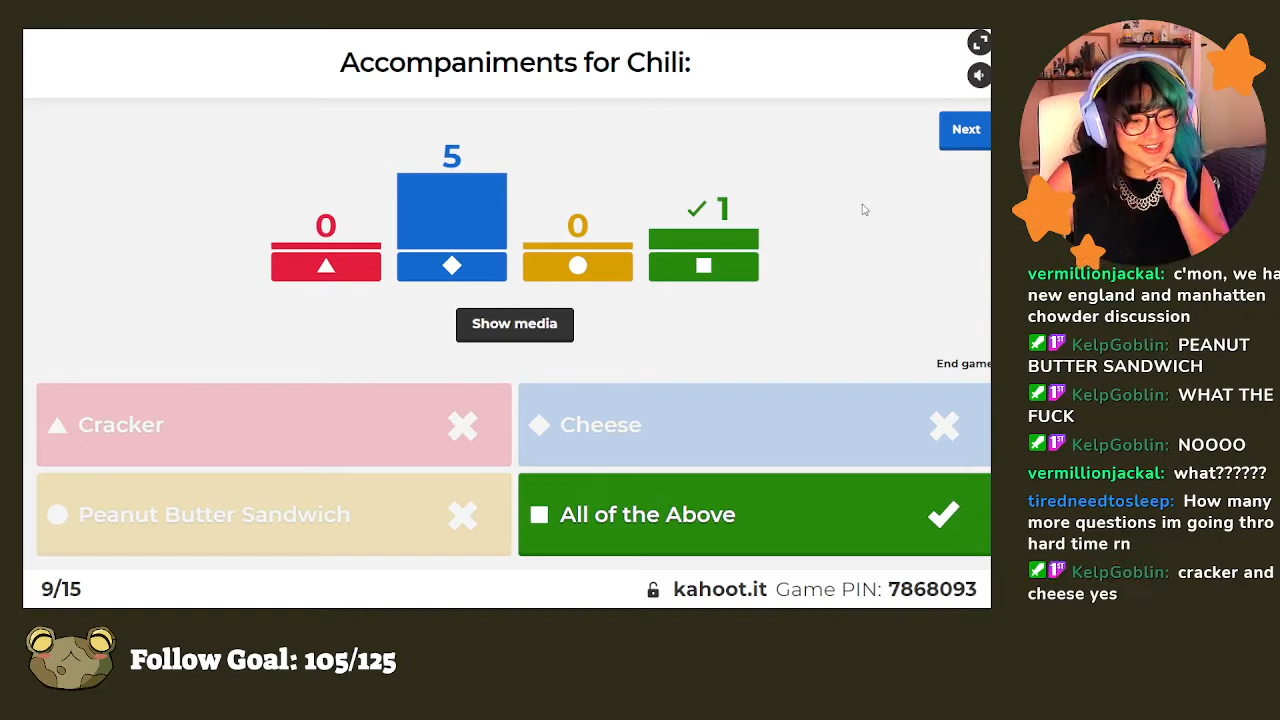 Accompaniments for Chili:
Next
0
5
0
1
Show media
End game
Cracker
Cheese
Peanut Butter Sandwich
All of the Above
9/15
kahoot.it Game PIN: 7868093
Follow Goal: 105/125
vermillionjackal: c'mon, we ha
new england and manhatten
chowder discussion
KelpGoblin: PEANUT
BUTTER SANDWICH
KelpGoblin: WHAT THE
FUCK
KelpGoblin: NOOOO
vermillionjackal: what??????
tiredneedtosleep: How many
more questions im going thro
hard time rn
KelpGoblin: cracker and
cheese yes